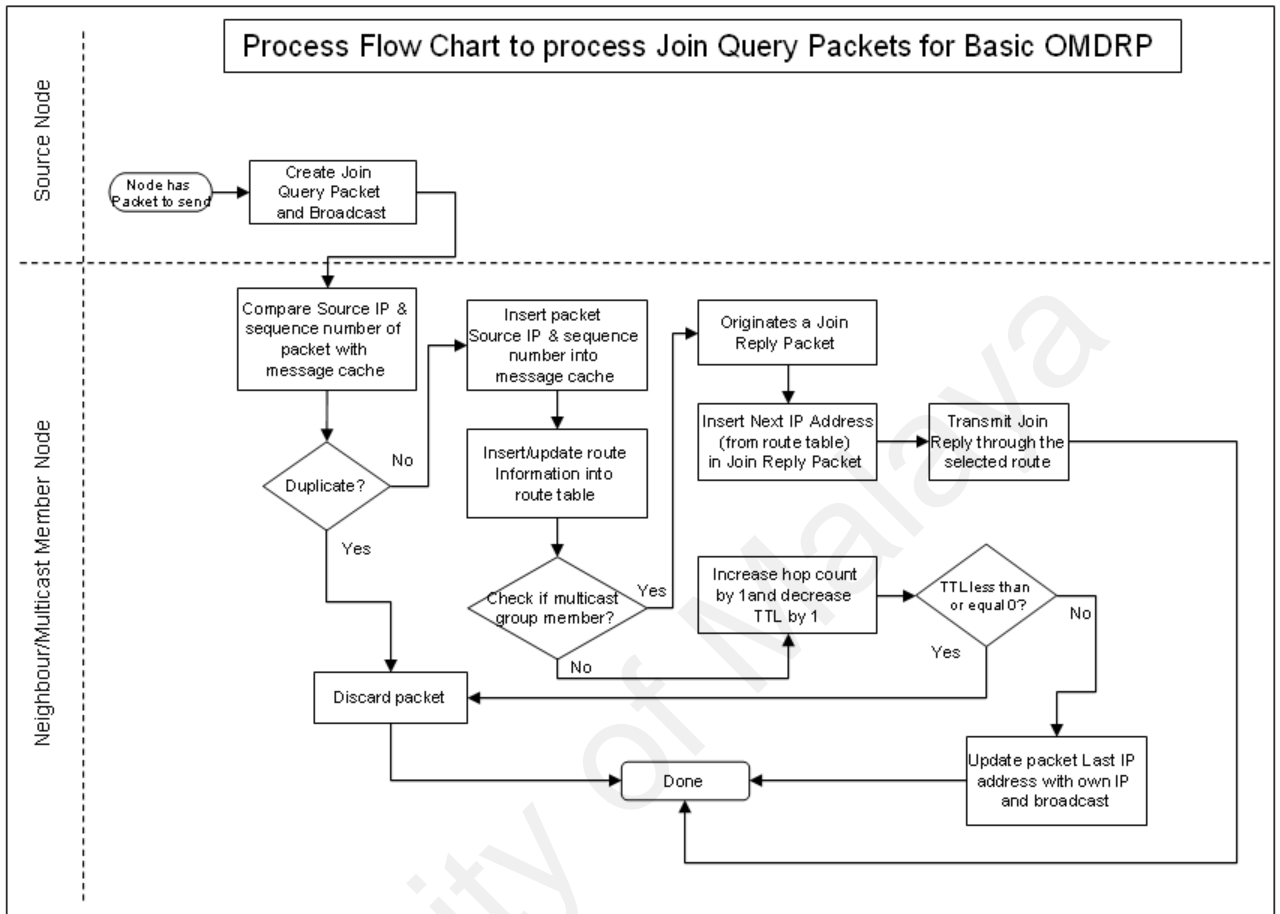 Process Flow Chart to process Join Query Packets for Basic OMDRP
Source Node
Node has
Packet to send
Create Join
Query Packet
and Broadcast
Neighbour/Multicast Member Node
Compare Source IP &
sequence number of
packet with
message cache
Duplicate?
No
Yes
Insert packet
Source IP & sequence
number into
message cache
Insert/update route
Information into
route table
Check if multicast
group member?
Yes
No
Originates a Join
Reply Packet
Insert Next IP Address
(from route table)
in Join Reply Packet
Transmit Join
Reply through the
selected route
Increase hop count
by 1and decrease
TTL by 1
TTL less than
or equal 0?
No
Yes
Discard packet
Update packet Last IP
address with own IP
and broadcast
Done
ity of Malaya